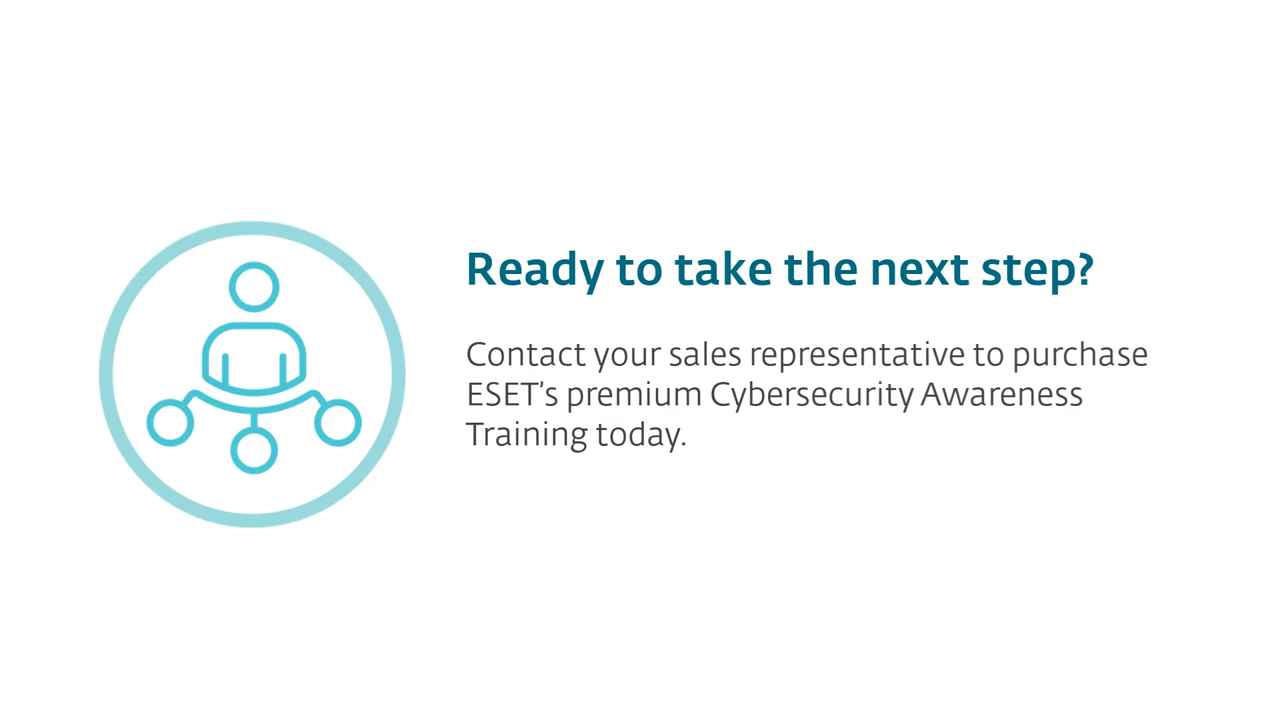 Ready to take the next step?
Contact your sales representative to purchase
ESET’s premium Cybersecurity Awareness
Training today.